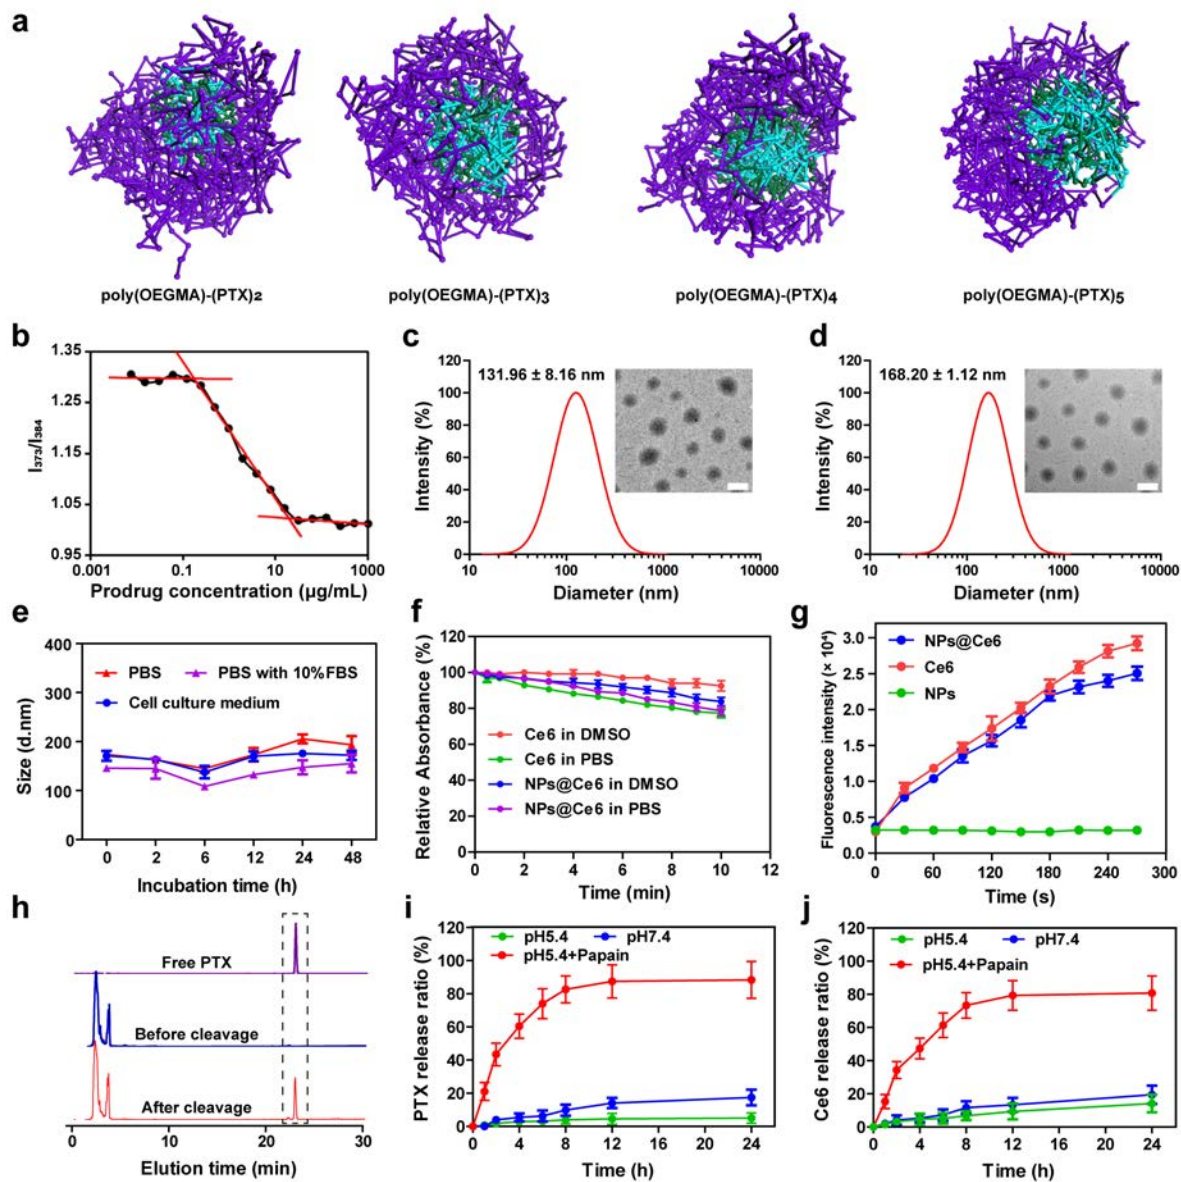 a
poly(OEGMA)-(PTX)2
poly(OEGMA)-(PTX)3
poly(OEGMA)-(PTX)4
poly(OEGMA)-(PTX)5
b
1.35
1.25
1.15
1.05
0.95
I373/I384
0.001
0.1
10
1000
Prodrug concentration (μg/mL)
c
131.96 ± 8.16 nm
120
100
80
60
40
20
0
Intensity (%)
10
100
1000
10000
Diameter (nm)
d
168.20 ± 1.12 nm
120
100
80
60
40
20
0
Intensity (%)
10
100
1000
10000
Diameter (nm)
e
PBS
PBS with 10%FBS
Cell culture medium
400
300
200
100
0
Size (d.nm)
0
2
6
12
24
48
Incubation time (h)
f
120
100
80
60
40
20
0
Relative Absorbance (%)
Ce6 in DMSO
Ce6 in PBS
NPs@Ce6 in DMSO
NPs@Ce6 in PBS
0
2
4
6
8
10
12
Time (min)
g
NPs@Ce6
Ce6
NPs
3.0
2.5
2.0
1.5
1.0
0.5
0.0
Fluorescence intensity (× 10⁴)
0
60
120
180
240
300
Time (s)
h
Free PTX
Before cleavage
After cleavage
0
10
20
30
Elution time (min)
i
pH5.4
pH7.4
pH5.4+Papain
120
100
80
60
40
20
0
PTX release ratio (%)
0
4
8
12
16
20
24
Time (h)
j
pH5.4
pH7.4
pH5.4+Papain
120
100
80
60
40
20
0
Ce6 release ratio (%)
0
4
8
12
16
20
24
Time (h)